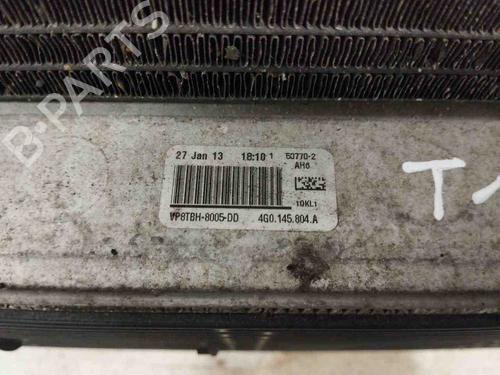 B-PARTS
27 Jan 13 18:10 1 50770-2
AH6
10KL1
VP8TBH-8005-DD 4G0.145.804.A
T